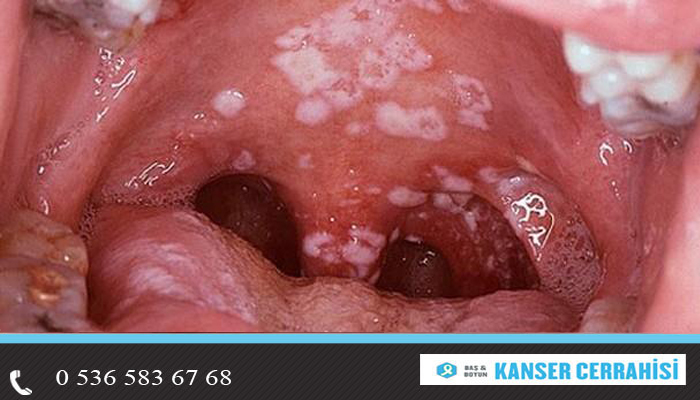 0 536 583 67 68
BAŞ &
BOYUN
KANSER CERRAHİSİ